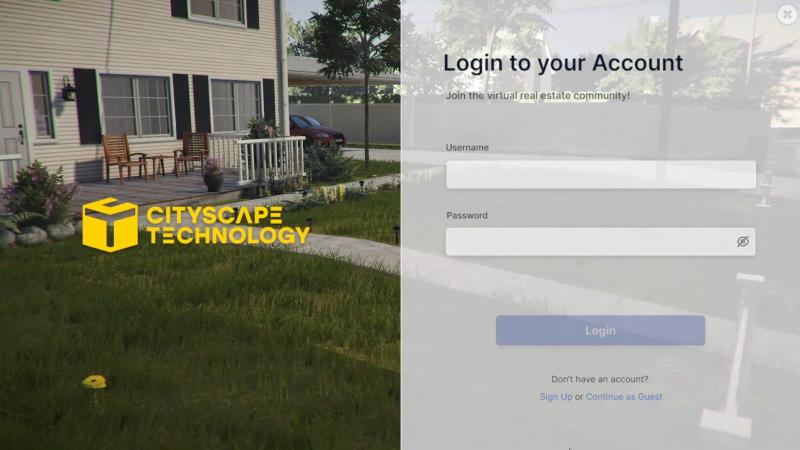 CITYSCAPE
TECHNOLOGY
Login to your Account
Join the virtual real estate community!
Username
Password
Login
Don't have an account?
Sign Up or Continue as Guest